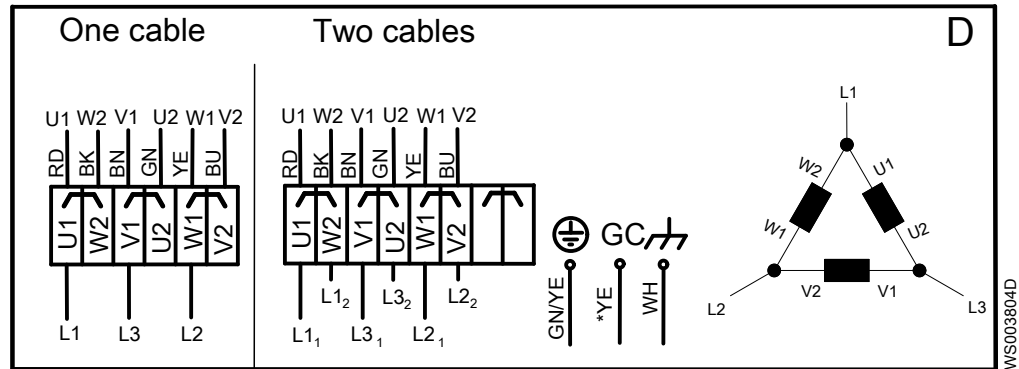 One cable Two cables D
U1 W2 V1 U2 W1 V2
RD BK BN GN YE BU
U1 W2 V1 U2 W1 V2
L1 L3 L2
U1 W2 V1 U2 W1 V2
RD BK BN GN YE BU
U1 W2 V1 U2 W1 V2
L1₂ L3₂ L2₂
L1₁ L3₁ L2₁
GC
GN/YE *YE WH
L1
W2 U1
W1 U2
V2 V1
L2 L3
WS003804D